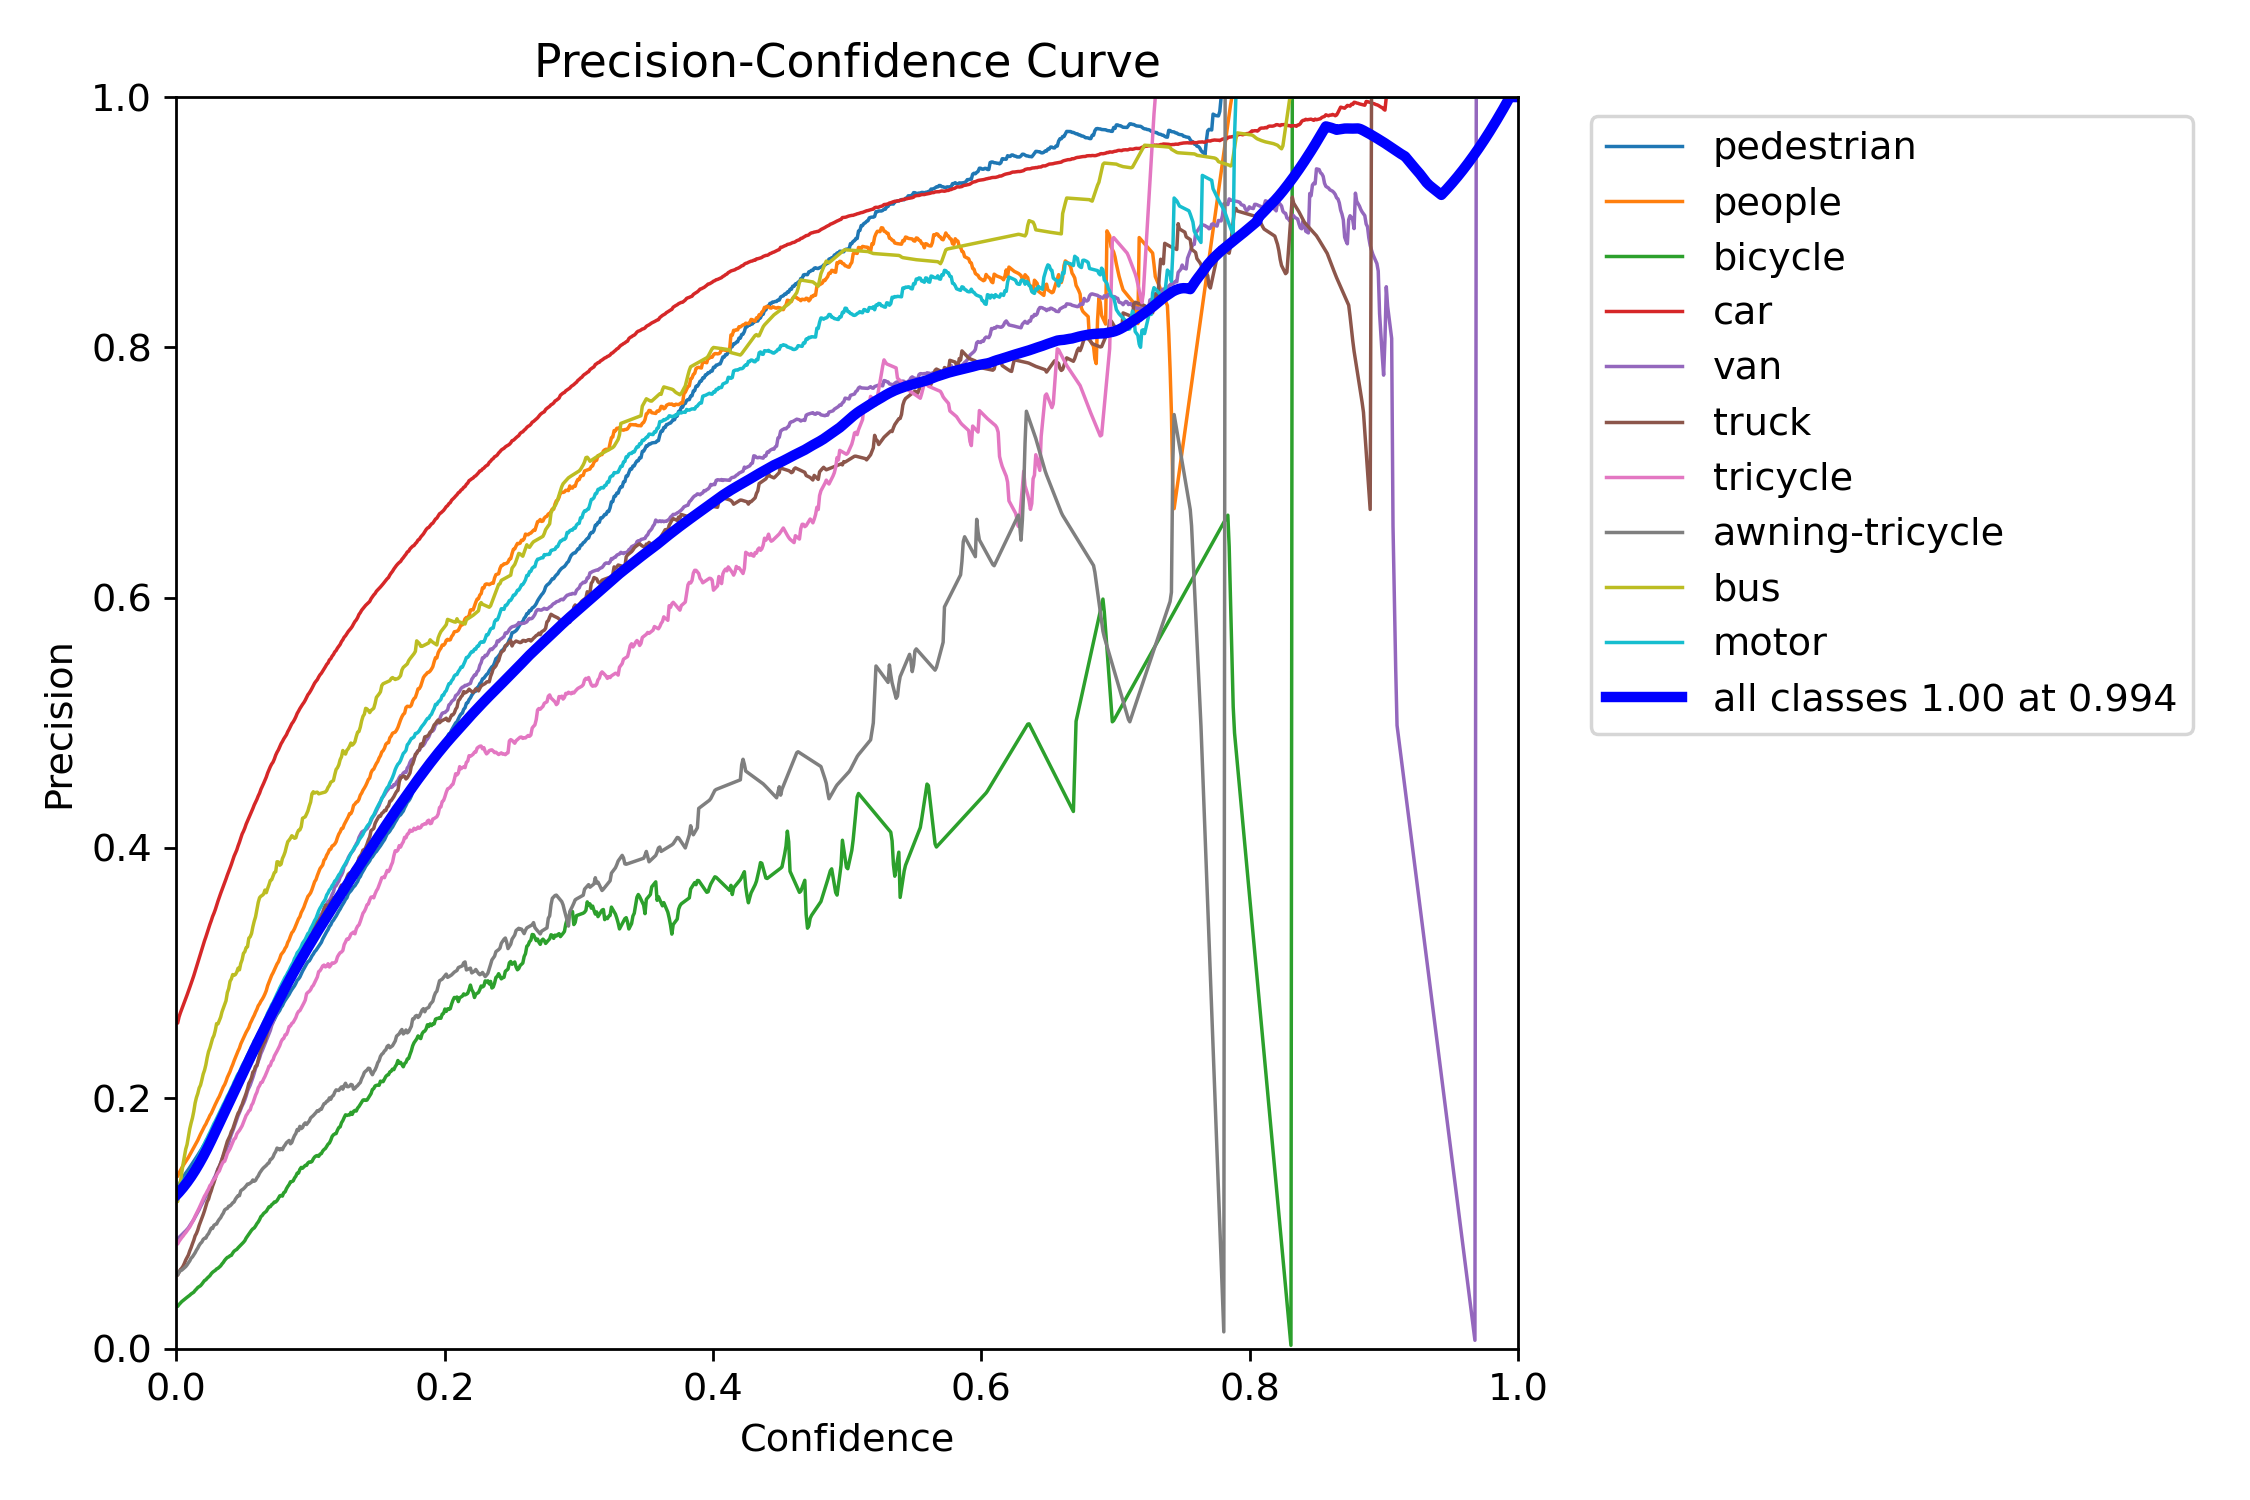 Precision-Confidence Curve
1.0
0.8
0.6
0.4
0.2
0.0
Precision
0.0 0.2 0.4 0.6 0.8 1.0
Confidence
pedestrian
people
bicycle
car
van
truck
tricycle
awning-tricycle
bus
motor
all classes 1.00 at 0.994